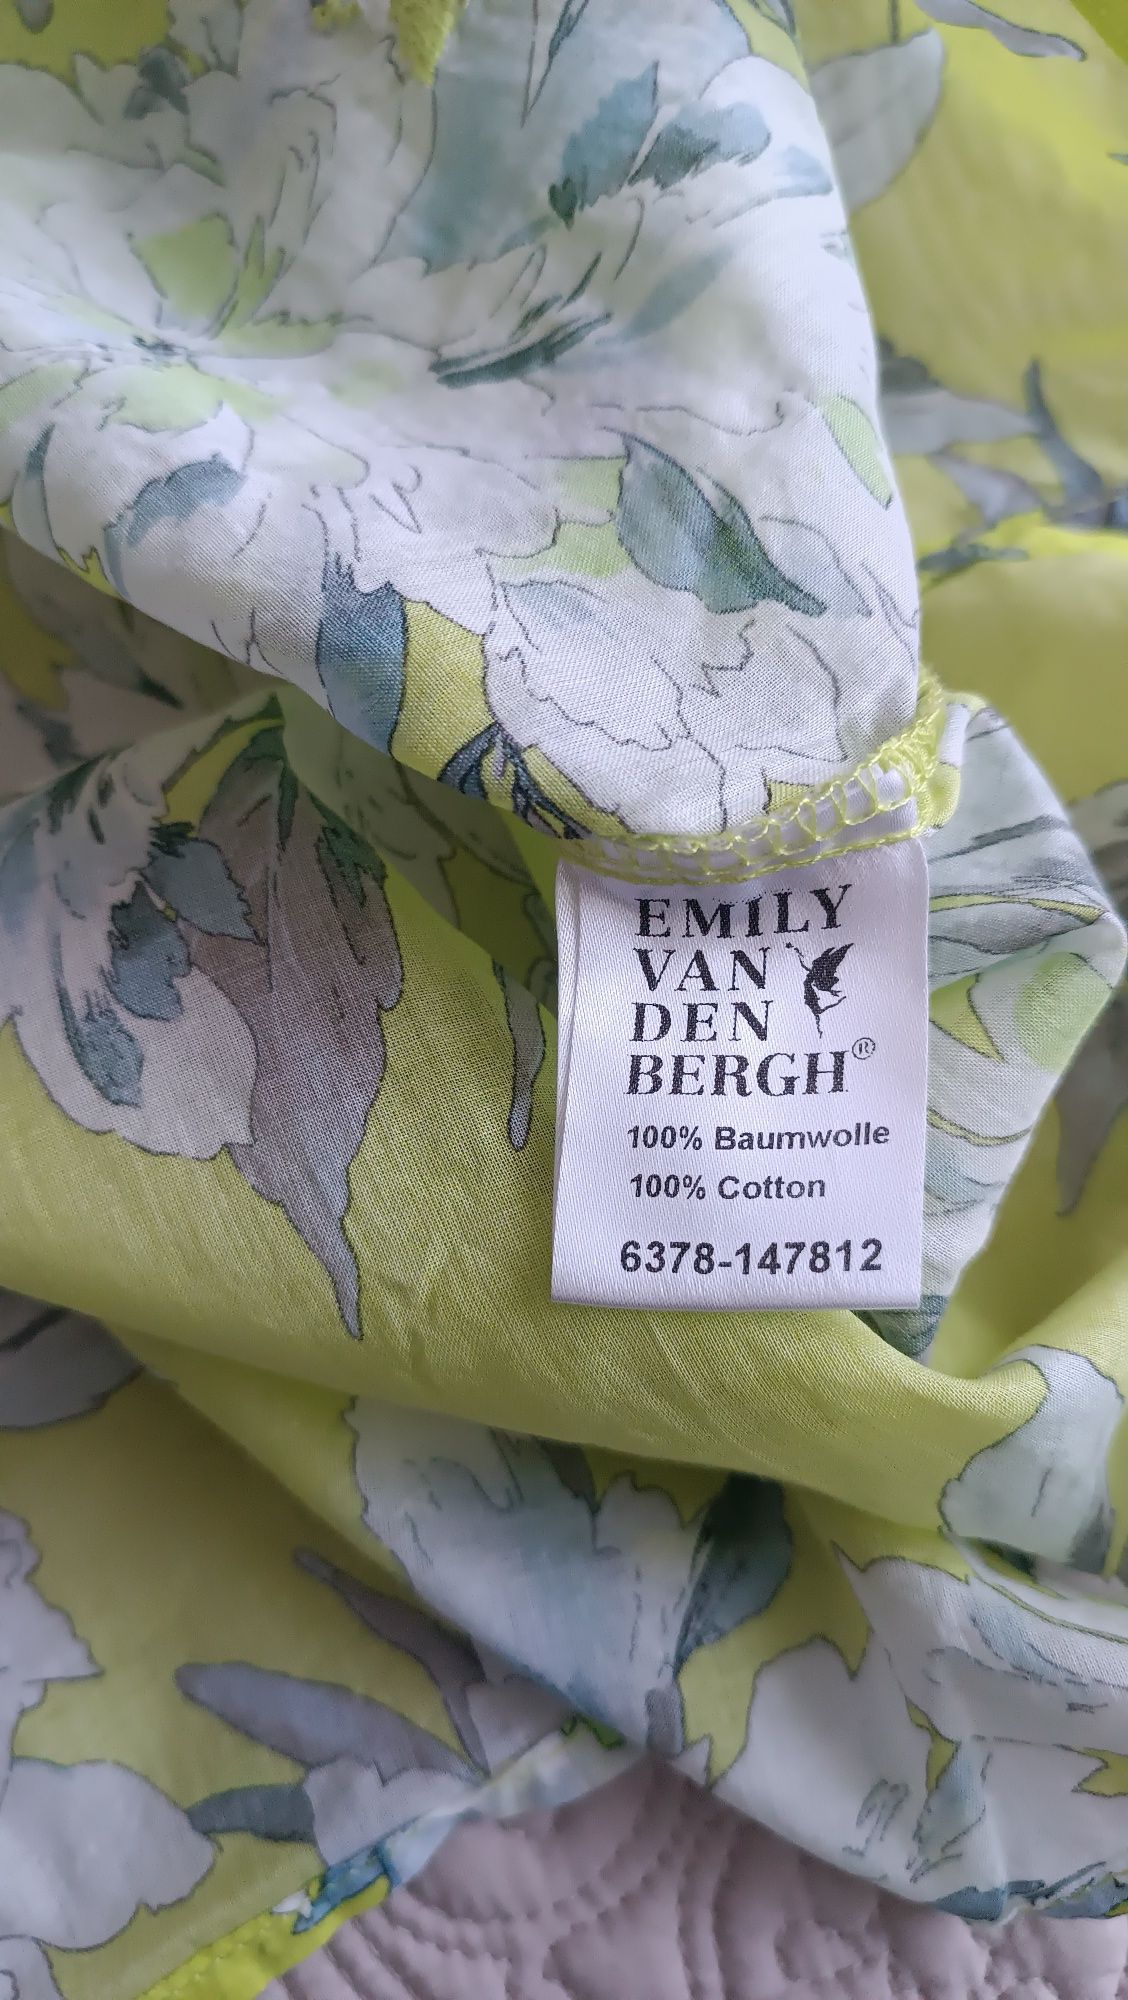 EMILY
VAN
DEN
BERGH®
100% Baumwolle
100% Cotton
6378-147812